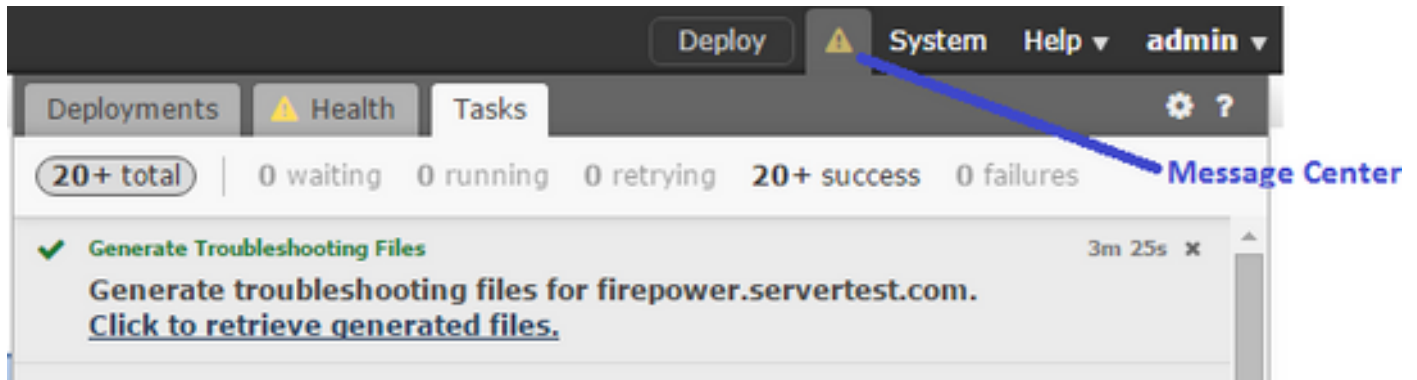 Deploy System Help admin
Deployments Health Tasks ?
20+ total 0 waiting 0 running 0 retrying 20+ success 0 failures
Message Center
Generate Troubleshooting Files 3m 25s
Generate troubleshooting files for firepower.servertest.com.
Click to retrieve generated files.